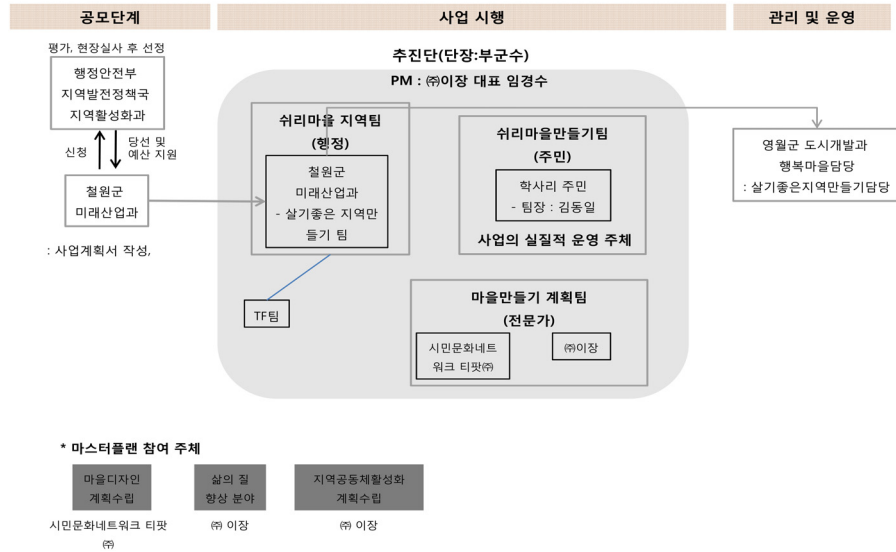 공모단계
사업 시행
관리 및 운영
평가, 현장실사 후 선정
행정안전부
지역발전정책국
지역활성화과
신청
당선 및
예산 지원
철원군
미래산업과
: 사업계획서 작성,
추진단(단장:부군수)
PM : ㈜이장 대표 임경수
쉬리마을 지역팀
(행정)
철원군
미래산업과
- 살기좋은 지역만
들기 팀
TF팀
쉬리마을만들기팀
(주민)
학사리 주민
- 팀장 : 김동일
사업의 실질적 운영 주체
마을만들기 계획팀
(전문가)
시민문화네트
워크 티팟㈜
㈜이장
영월군 도시개발과
행복마을담당
: 살기좋은지역만들기담당
* 마스터플랜 참여 주체
마을디자인
계획수립
시민문화네트워크 티팟
㈜
삶의 질
향상 분야
㈜ 이장
지역공동체활성화
계획수립
㈜ 이장